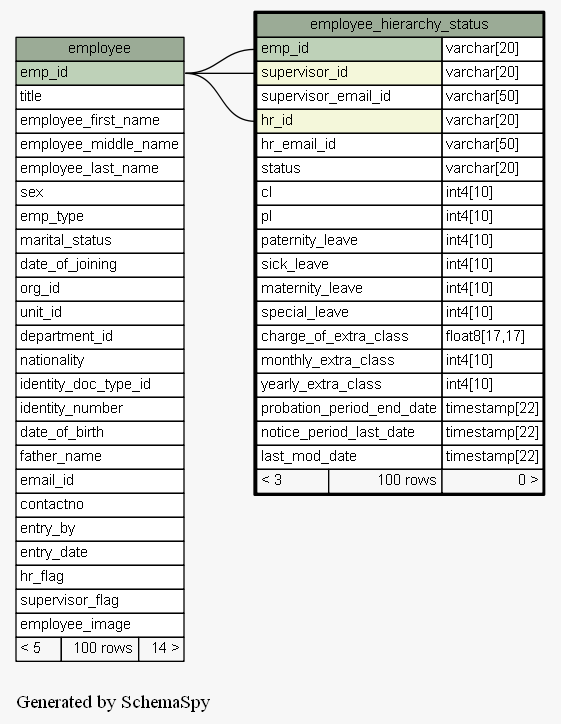 employee
emp_id
title
employee_first_name
employee_middle_name
employee_last_name
sex
emp_type
marital_status
date_of_joining
org_id
unit_id
department_id
nationality
identity_doc_type_id
identity_number
date_of_birth
father_name
email_id
contactno
entry_by
entry_date
hr_flag
supervisor_flag
employee_image
< 5 100 rows 14 >
employee_hierarchy_status
emp_id varchar[20]
supervisor_id varchar[20]
supervisor_email_id varchar[50]
hr_id varchar[20]
hr_email_id varchar[50]
status varchar[20]
cl int4[10]
pl int4[10]
paternity_leave int4[10]
sick_leave int4[10]
maternity_leave int4[10]
special_leave int4[10]
charge_of_extra_class float8[17,17]
monthly_extra_class int4[10]
yearly_extra_class int4[10]
probation_period_end_date timestamp[22]
notice_period_last_date timestamp[22]
last_mod_date timestamp[22]
< 3 100 rows 0 >
Generated by SchemaSpy